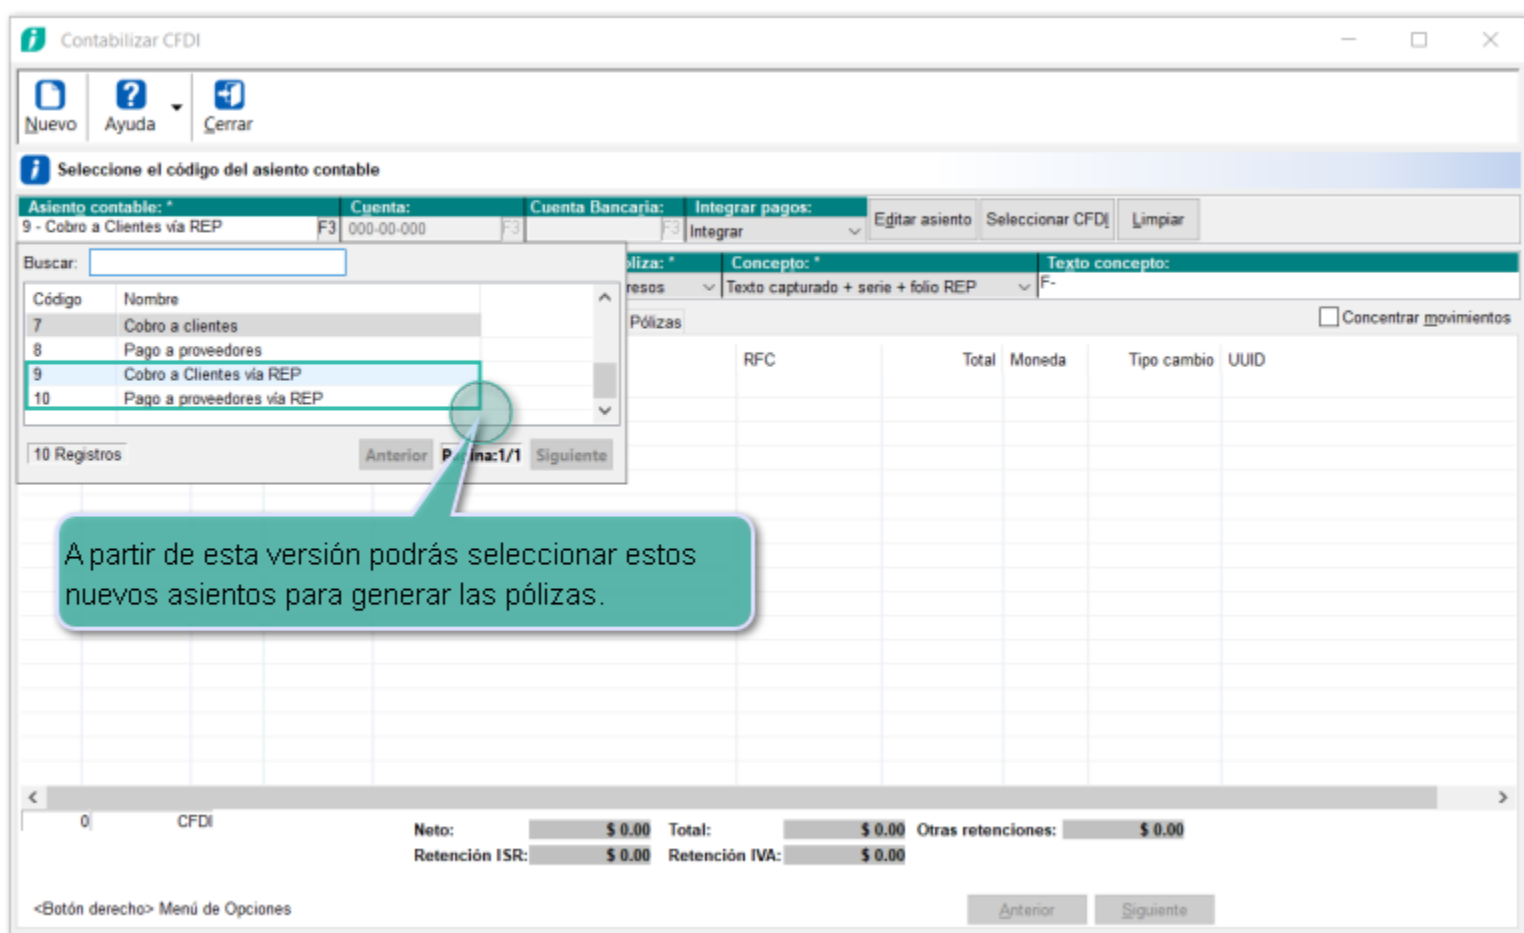 Contabilizar CFDI
Nuevo Ayuda Cerrar
Seleccione el código del asiento contable
Asiento contable: * Cuenta: Cuenta Bancaria: Integrar pagos:
9 - Cobro a Clientes vía REP F3 000-00-000 F3 F3 Integrar Editar asiento Seleccionar CFDI Limpiar
Buscar: óliza: * Concepto: * Texto concepto:
resos Texto capturado + serie + folio REP F-
Código Nombre
7 Cobro a clientes Pólizas Concentrar movimientos
8 Pago a proveedores
9 Cobro a Clientes vía REP RFC Total Moneda Tipo cambio UUID
10 Pago a proveedores vía REP
10 Registros Anterior Página:1/1 Siguiente
A partir de esta versión podrás seleccionar estos
nuevos asientos para generar las pólizas.
0 CFDI
Neto: $ 0.00 Total: $ 0.00 Otras retenciones: $ 0.00
Retención ISR: $ 0.00 Retención IVA: $ 0.00
<Botón derecho> Menú de Opciones Anterior Siguiente